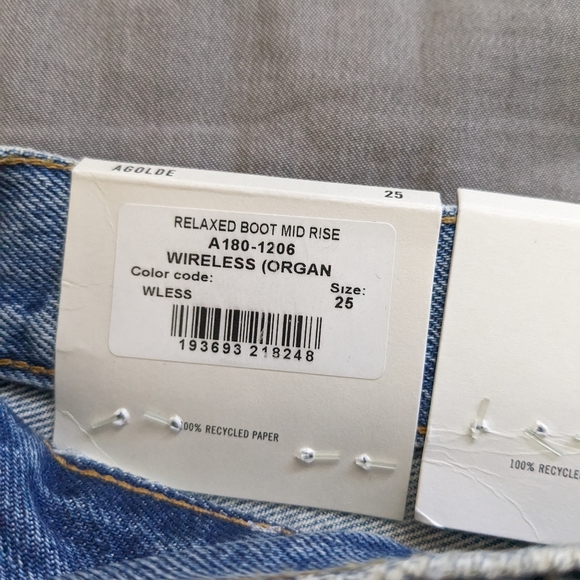 AGOLDE 25
RELAXED BOOT MID RISE
A180-1206
WIRELESS (ORGAN
Color code: Size:
WLESS 25
193693 218248
00% RECYCLED PAPER
100% RECYCLE